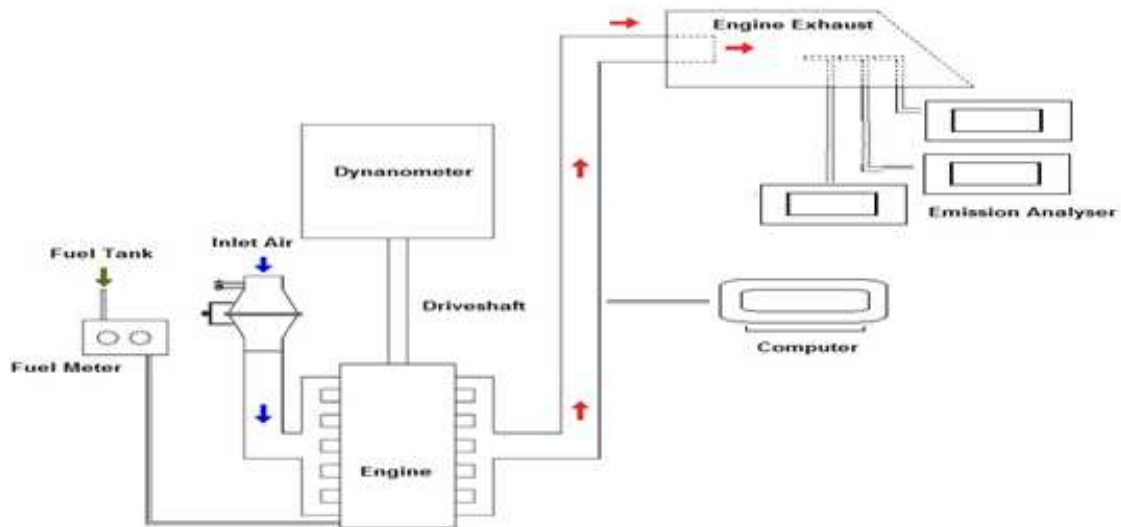 Engine Exhaust
Dynanometer
Emission Analyser
Inlet Air
Fuel Tank
Driveshaft
Computer
Fuel Meter
Engine